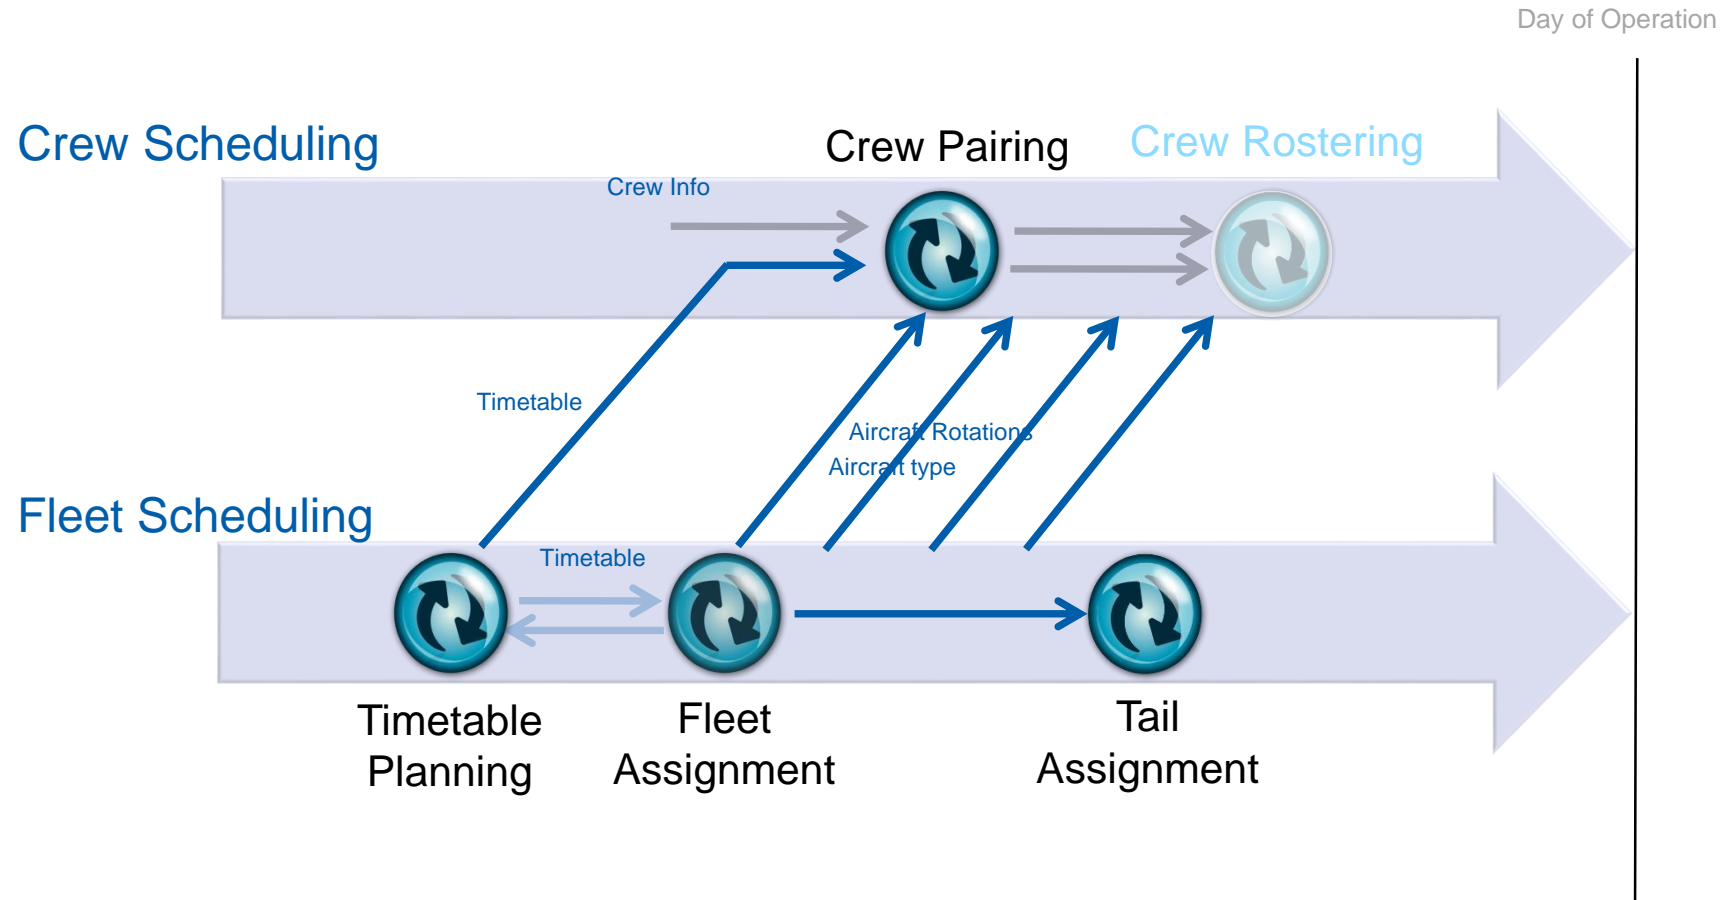 Day of Operation
Crew Scheduling
Crew Pairing
Crew Rostering
Crew Info
Timetable
Aircraft Rotations
Aircraft type
Fleet Scheduling
Timetable
Timetable
Planning
Fleet
Assignment
Tail
Assignment